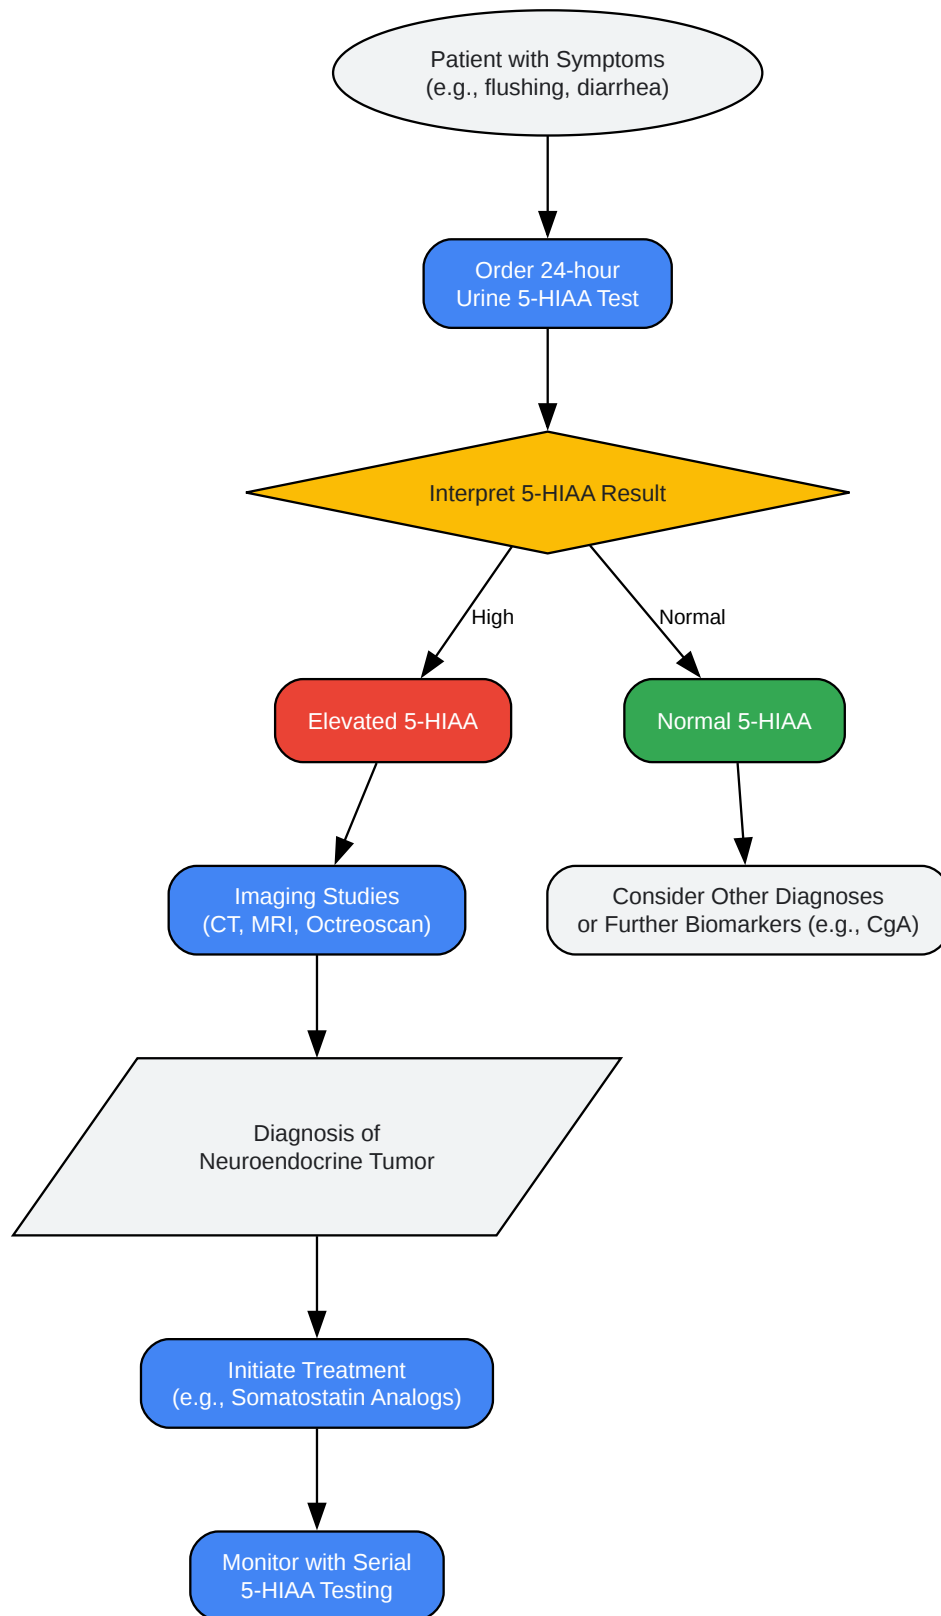 Patient with Symptoms
(e.g., flushing, diarrhea)
Order 24-hour
Urine 5-HIAA Test
Interpret 5-HIAA Result
High
Normal
Elevated 5-HIAA
Normal 5-HIAA
Imaging Studies
(CT, MRI, Octreoscan)
Consider Other Diagnoses
or Further Biomarkers (e.g., CgA)
Diagnosis of
Neuroendocrine Tumor
Initiate Treatment
(e.g., Somatostatin Analogs)
Monitor with Serial
5-HIAA Testing